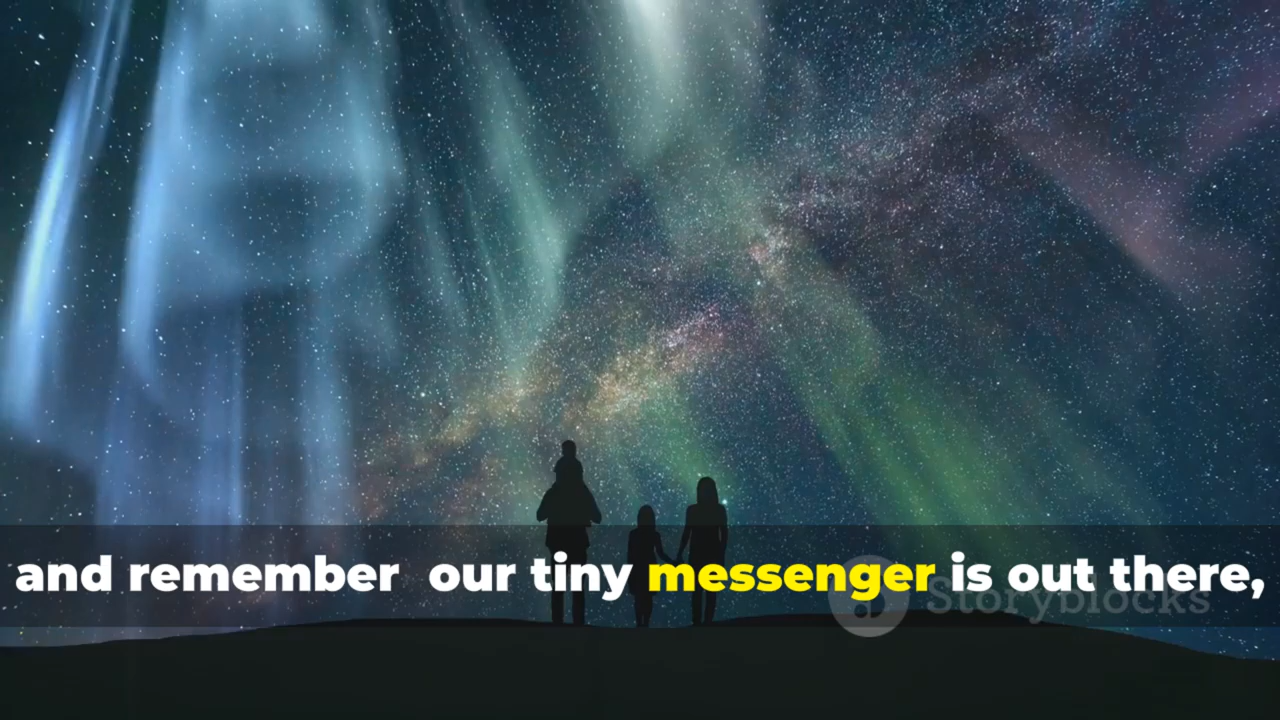 and remember our tiny messenger is out there,
Storyblocks